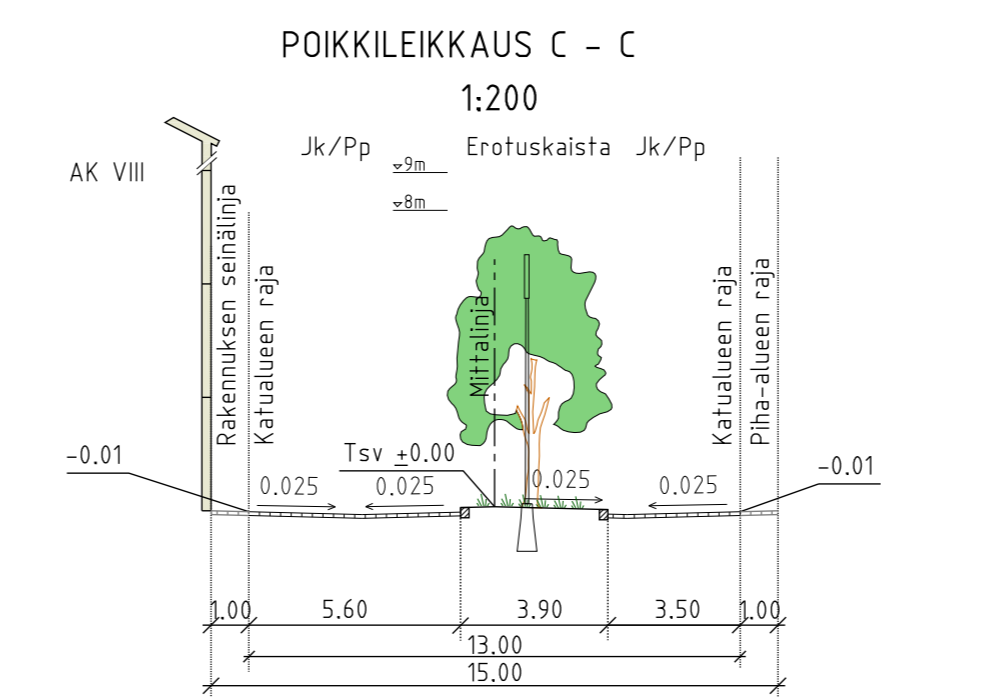 POIKKILEIKKAUS C - C
1:200
Jk/Pp
Erotuskaista
Jk/Pp
9m
AK VIII
8m
Rakennuksen seinälinja
Katualueen raja
Mittalinja
Katualueen raja
Piha-alueen raja
-0.01
Tsv ±0.00
-0.01
0.025
0.025
0.025
0.025
1.00
5.60
3.90
3.50
1.00
13.00
15.00